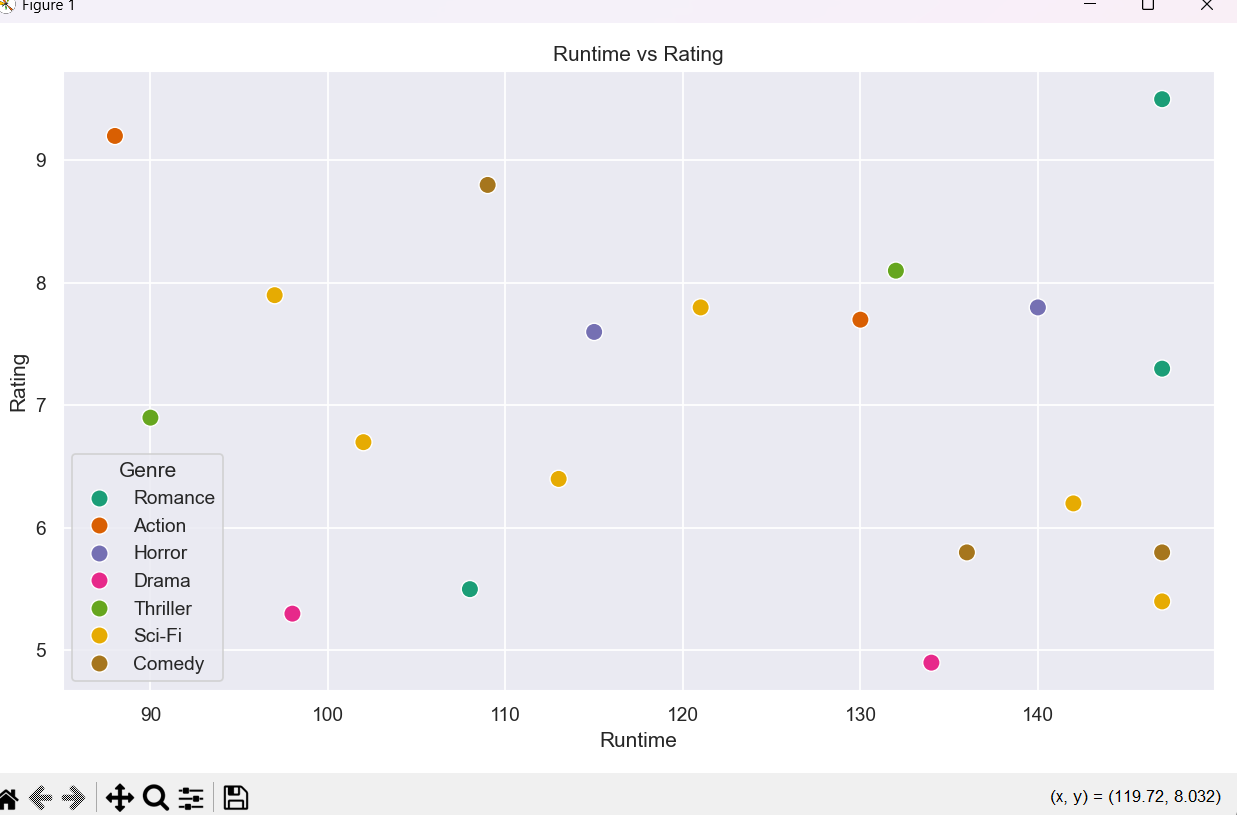 Figure 1
Runtime vs Rating
9
8
7
6
5
Rating
Genre
Romance
Action
Horror
Drama
Thriller
Sci-Fi
Comedy
90 100 110 120 130 140
Runtime
(x, y) = (119.72, 8.032)